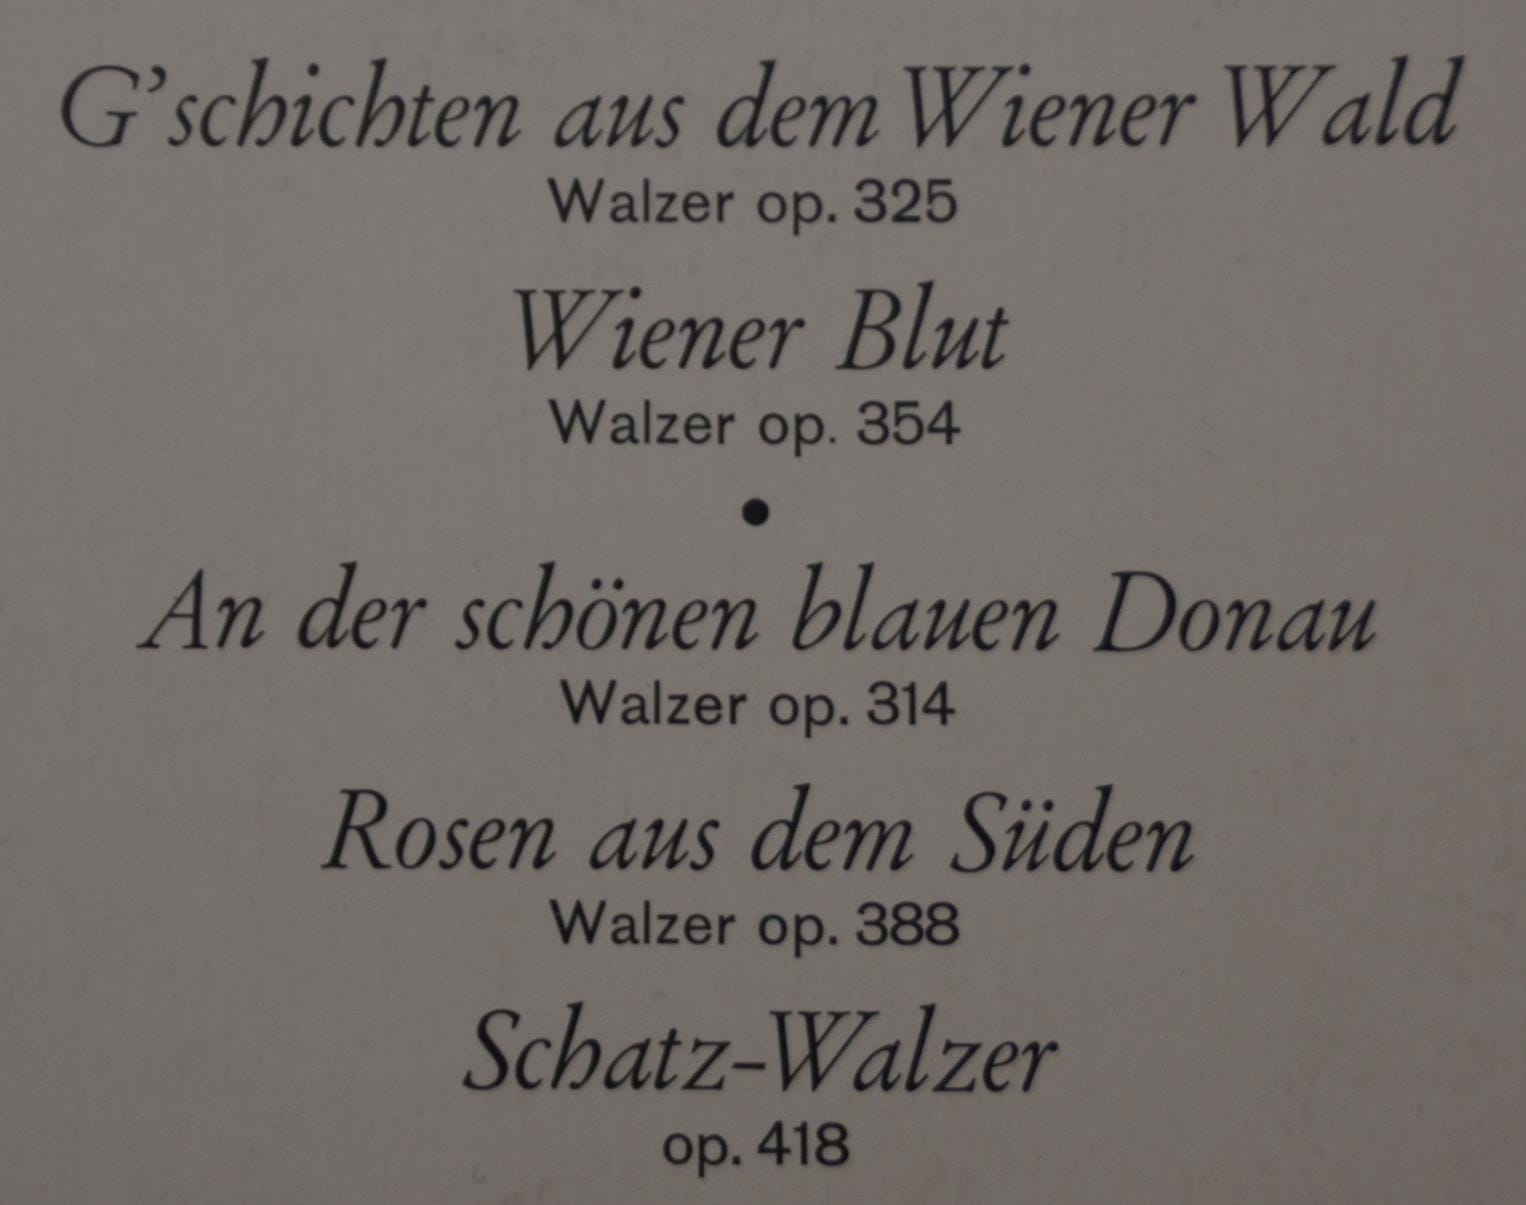 G’schichten aus dem Wiener Wald
Walzer op. 325
Wiener Blut
Walzer op. 354
•
An der schönen blauen Donau
Walzer op. 314
Rosen aus dem Süden
Walzer op. 388
Schatz-Walzer
op. 418